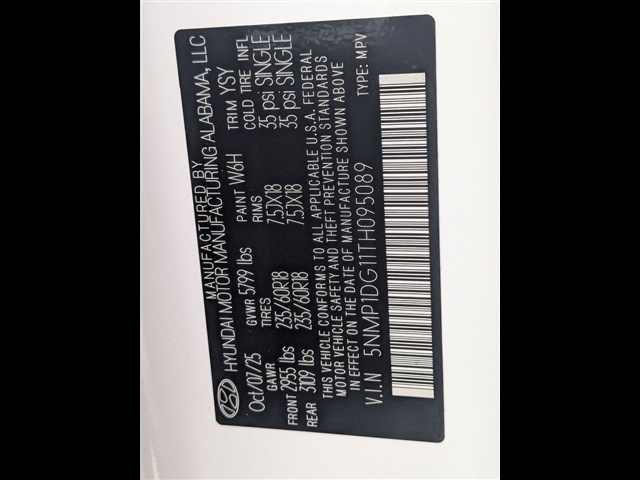 MANUFACTURED BY
HYUNDAI MOTOR MANUFACTURING ALABAMA, LLC
Oct/07/25 GVWR 5799 lbs PAINT W6H TRIM YSY
GAWR TIRES RIMS COLD TIRE INFL
FRONT 2955 lbs 235/60R18 7.5JX18 35 psi SINGLE
REAR 3109 lbs 235/60R18 7.5JX18 35 psi SINGLE
THIS VEHICLE CONFORMS TO ALL APPLICABLE U.S.A. FEDERAL
MOTOR VEHICLE SAFETY AND THEFT PREVENTION STANDARDS
IN EFFECT ON THE DATE OF MANUFACTURE SHOWN ABOVE
V.I.N 5NMP1DG11TH095089 TYPE: MPV